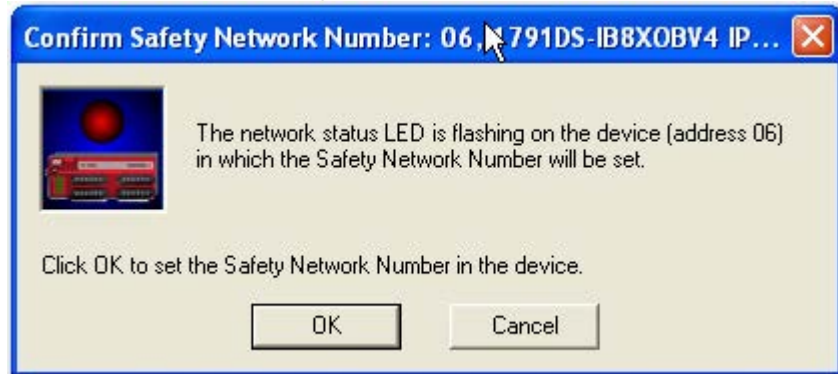 Confirm Safety Network Number: 06, 1791DS-IB8XOBV4 IP...
The network status LED is flashing on the device (address 06)
in which the Safety Network Number will be set.
Click OK to set the Safety Network Number in the device.
OK
Cancel